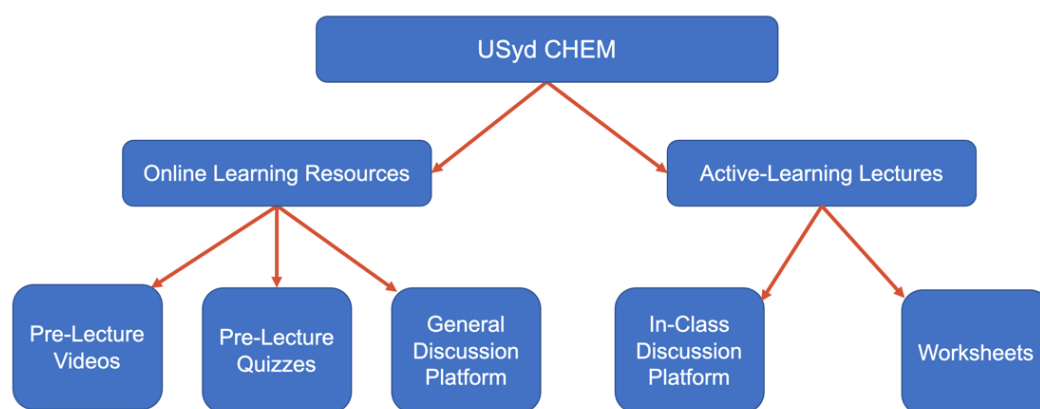 USyd CHEM
Online Learning Resources
Active-Learning Lectures
Pre-Lecture
Videos
Pre-Lecture
Quizzes
General
Discussion
Platform
In-Class
Discussion
Platform
Worksheets